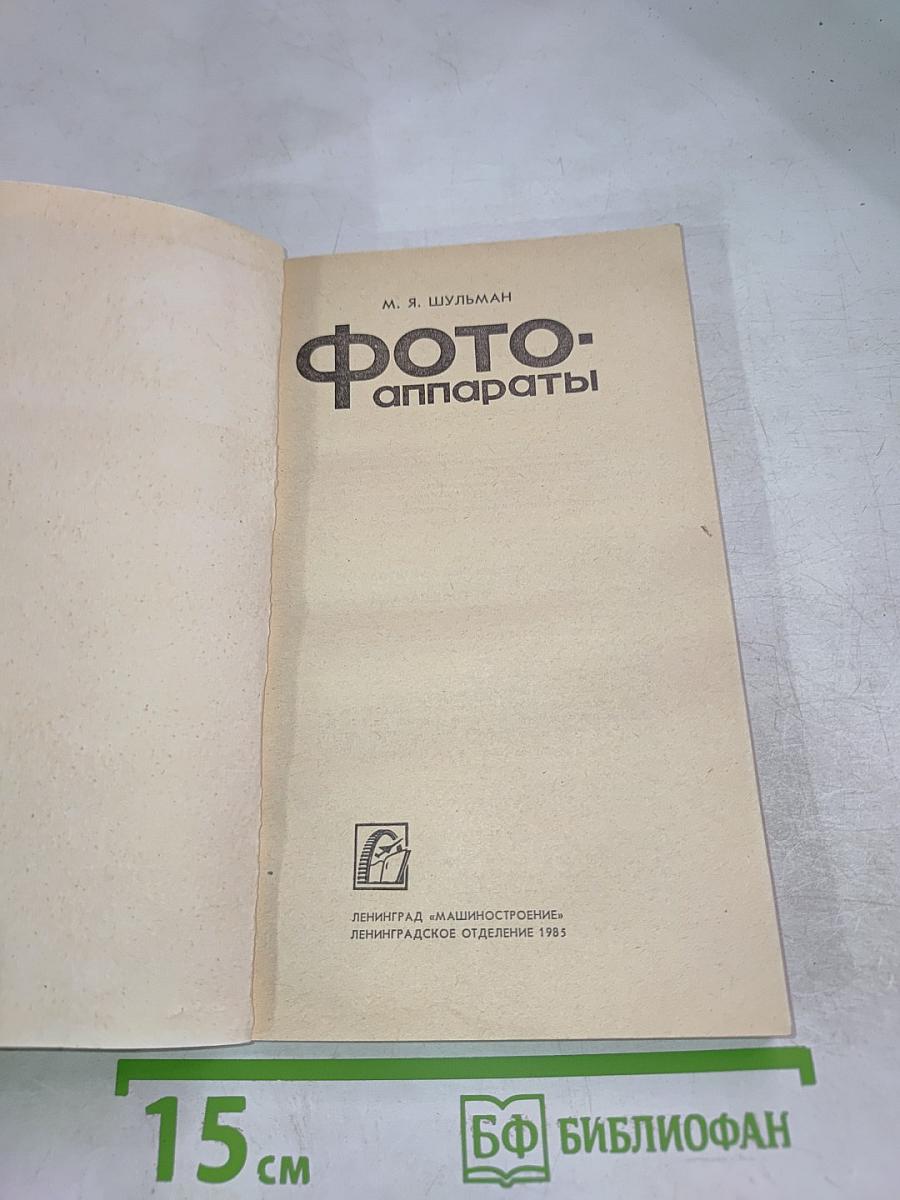 М. Я. ШУЛЬМАН
Фото-
аппараты
ЛЕНИНГРАД «МАШИНОСТРОЕНИЕ»
ЛЕНИНГРАДСКОЕ ОТДЕЛЕНИЕ 1985
15 см
БФ БИБЛИОФАН